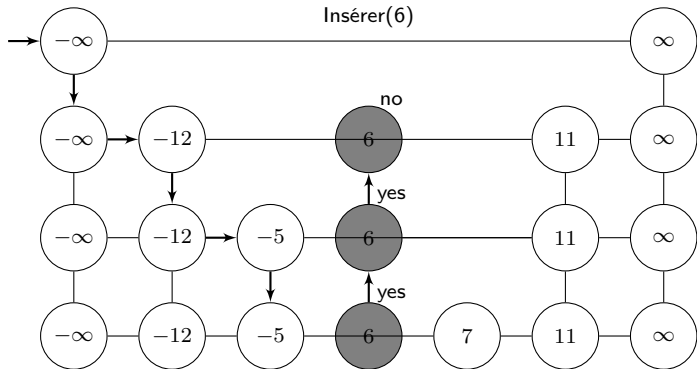 Insérer(6)
−∞ ∞
no
−∞ −12 6 11 ∞
yes
−∞ −12 −5 6 11 ∞
yes
−∞ −12 −5 6 7 11 ∞